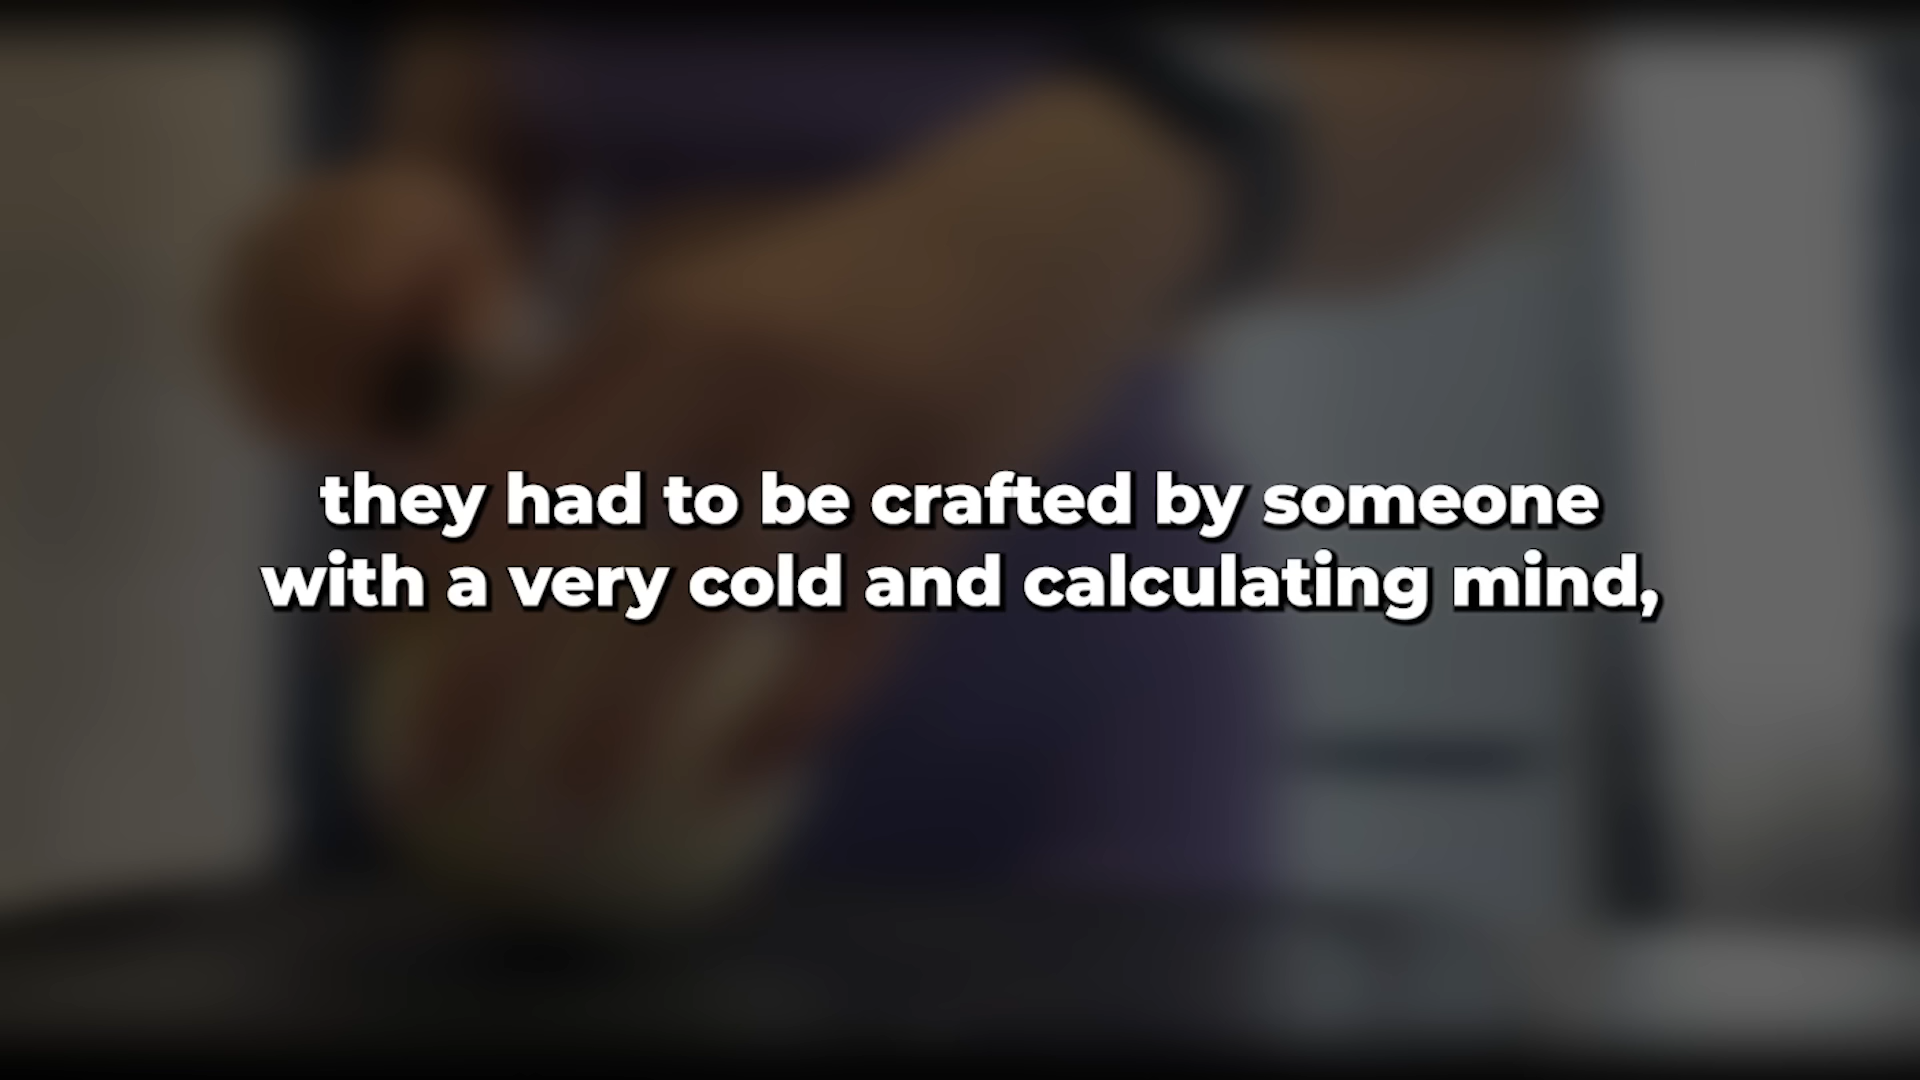 they had to be crafted by someone
with a very cold and calculating mind,